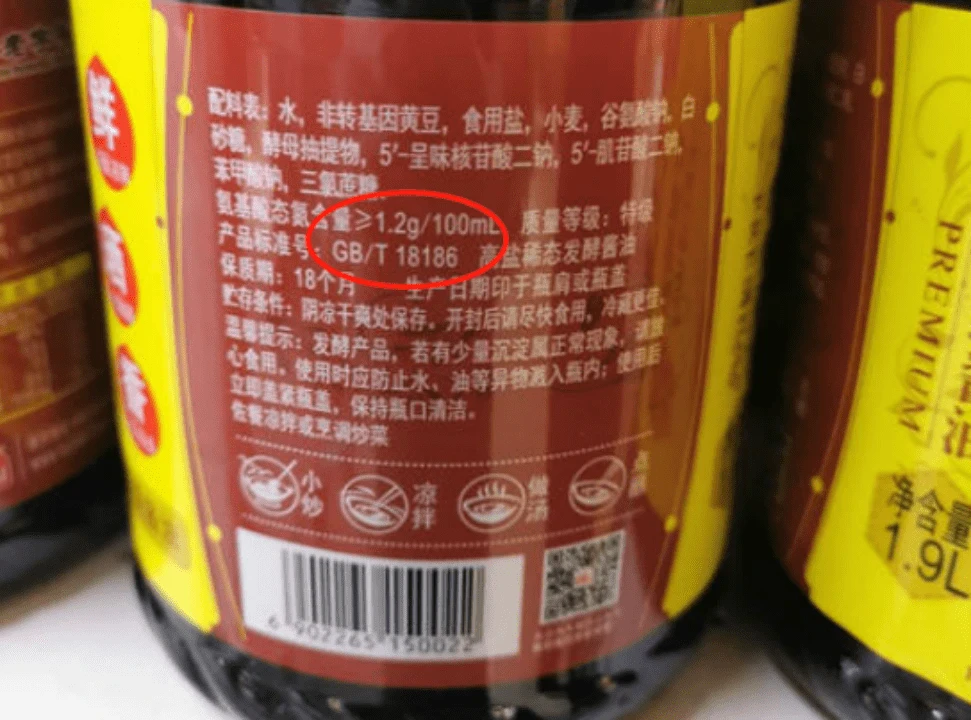 配料表：水，非转基因黄豆，食用盐，小麦，谷氨酸钠，白
砂糖，酵母抽提物，5′-呈味核苷酸二钠，5′-肌苷酸二钠，
苯甲酸钠，三氯蔗糖
氨基酸态氮含量≥1.2g/100mL 质量等级：特级
产品标准号 GB/T 18186 高盐稀态发酵酱油
保质期：18个月 生产日期印于瓶肩或瓶盖
贮存条件：阴凉干爽处保存。开封后请尽快食用，冷藏更佳。
温馨提示：发酵产品，若有少量沉淀属正常现象，请放
心食用。使用时应防止水、油等异物溅入瓶内；使用后
立即盖紧瓶盖，保持瓶口清洁。
佐餐凉拌或烹调炒菜
小炒
凉拌
做汤
点蘸
6 902265 150022
鲜
酱
PREMIUM
油
净含量
1.9L